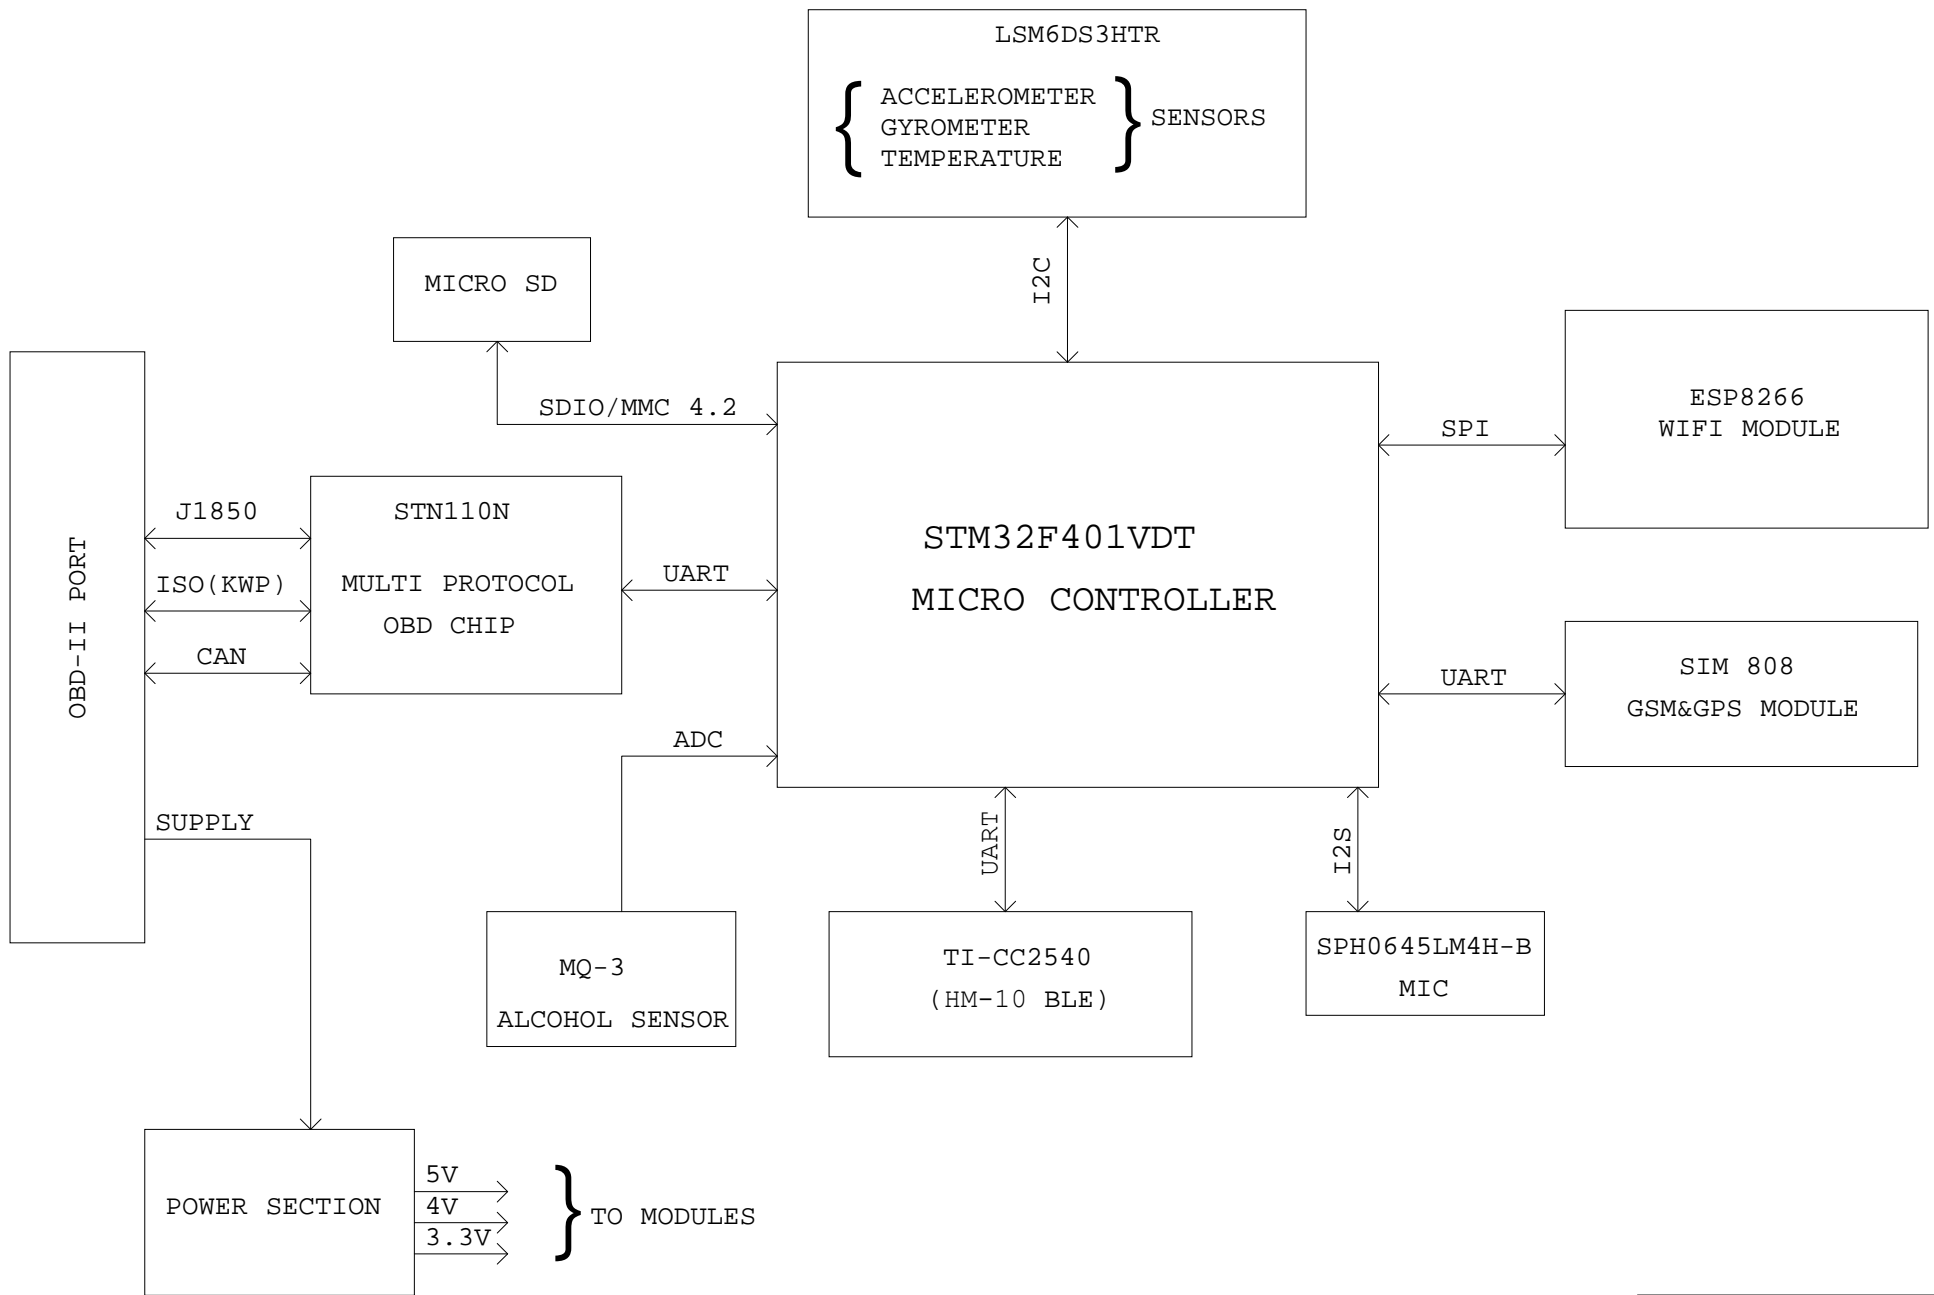 LSM6DS3HTR
ACCELEROMETER
GYROMETER
TEMPERATURE
SENSORS
MICRO SD
I2C
SDIO/MMC 4.2
ESP8266
WIFI MODULE
SPI
OBD-II PORT
J1850
ISO(KWP)
CAN
STN110N
MULTI PROTOCOL
OBD CHIP
UART
STM32F401VDT
MICRO CONTROLLER
UART
SIM 808
GSM&GPS MODULE
ADC
SUPPLY
UART
I2S
MQ-3
ALCOHOL SENSOR
TI-CC2540
(HM-10 BLE)
SPH0645LM4H-B
MIC
POWER SECTION
5V
4V
3.3V
TO MODULES